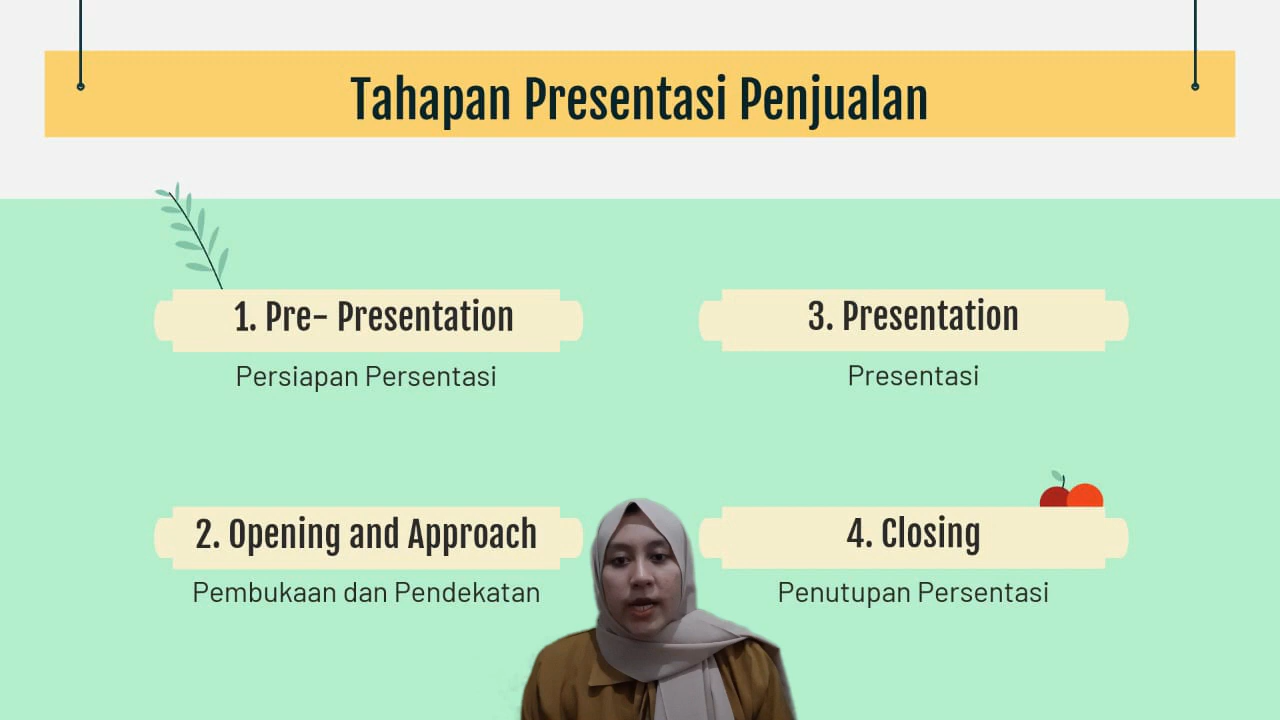 Tahapan Presentasi Penjualan
1. Pre- Presentation
Persiapan Persentasi
2. Opening and Approach
Pembukaan dan Pendekatan
3. Presentation
Presentasi
4. Closing
Penutupan Persentasi